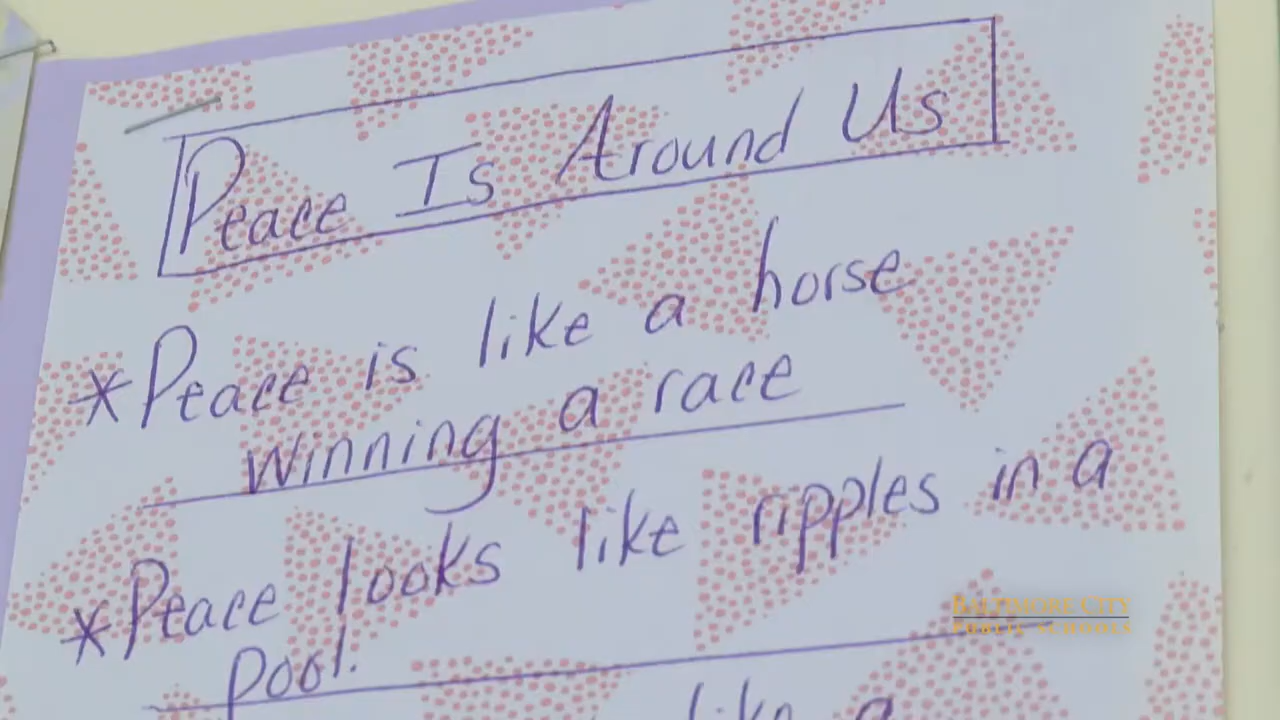 Peace Is Around Us
*Peace is like a horse
winning a race
*Peace looks like ripples in a
pool.
like a
BALTIMORE CITY
PUBLIC SCHOOLS